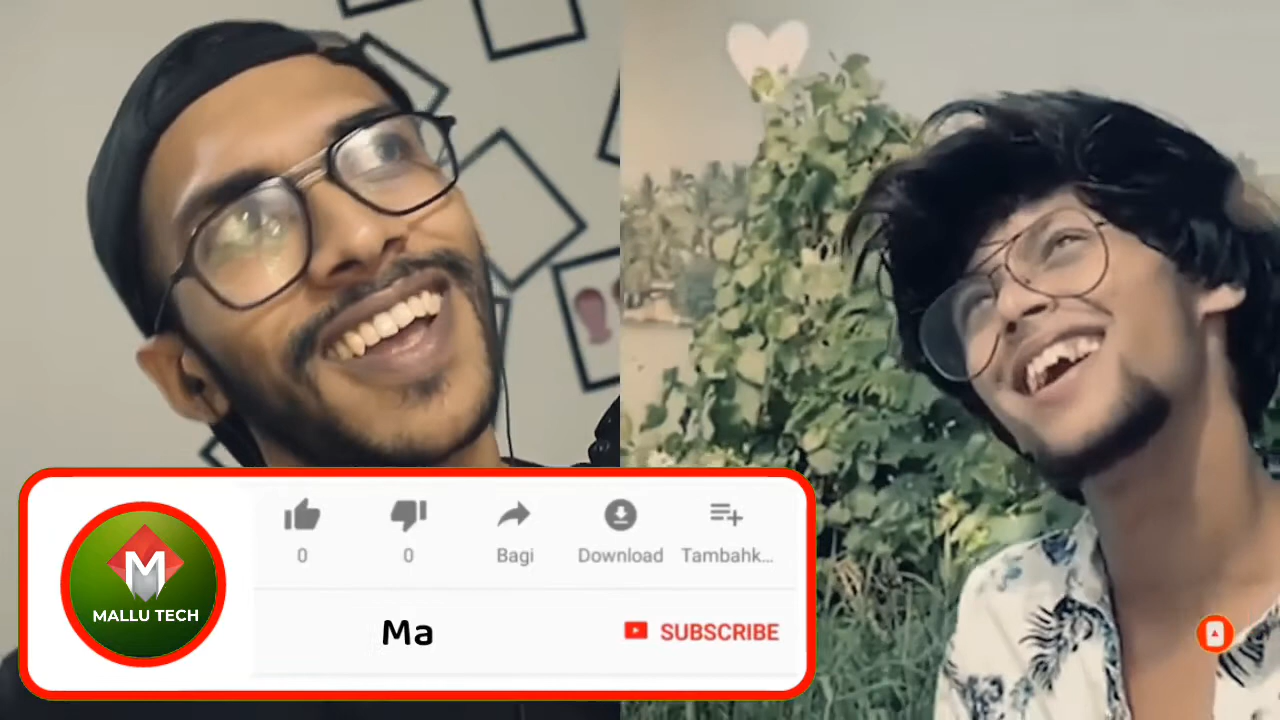 0
0
Bagi
Download
Tambahk...
M
MALLU TECH
Ma
SUBSCRIBE